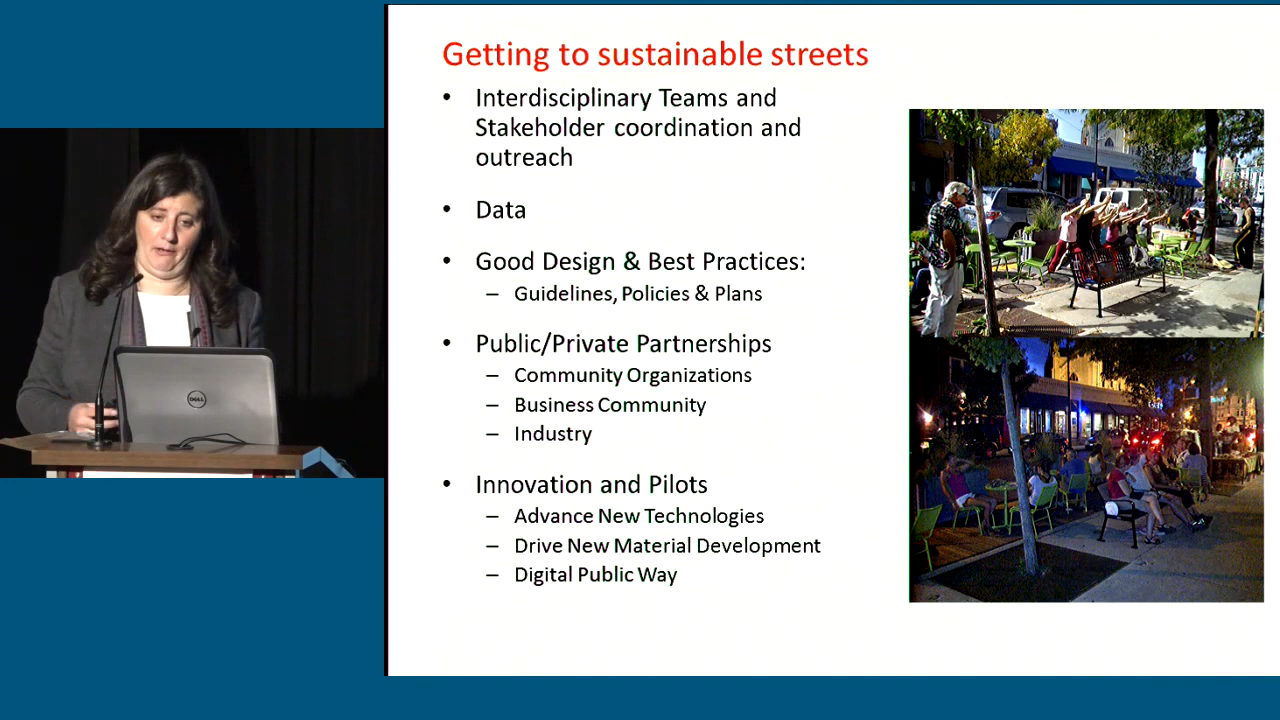 Getting to sustainable streets
• Interdisciplinary Teams and
Stakeholder coordination and
outreach
• Data
• Good Design & Best Practices:
– Guidelines, Policies & Plans
• Public/Private Partnerships
– Community Organizations
– Business Community
– Industry
• Innovation and Pilots
– Advance New Technologies
– Drive New Material Development
– Digital Public Way
DELL